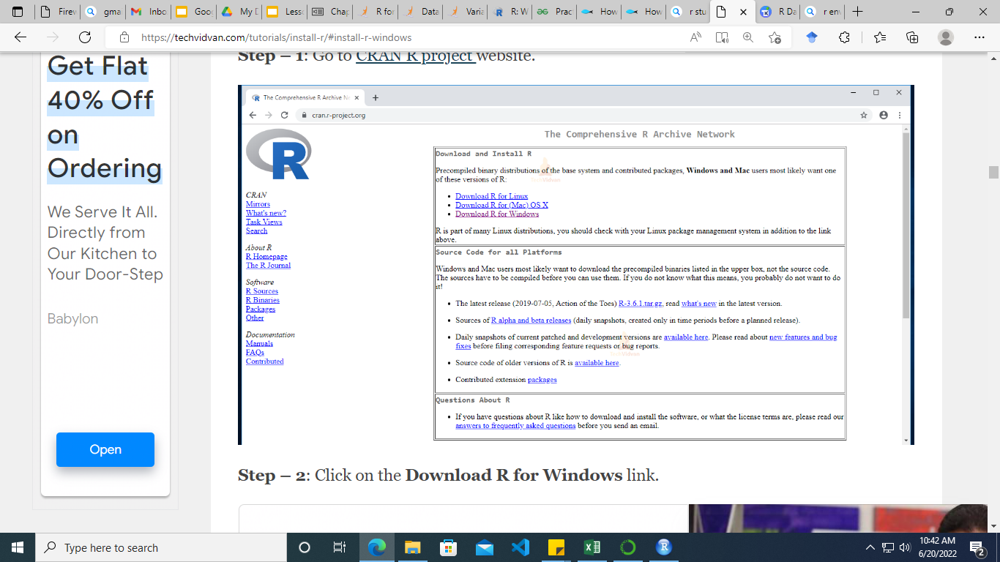 Firew
gma
Inbo
Goog
My D
Lesso
Chap
R for
Data
Varia
R: W
Prac
How
How
r stu
R Da
r env
https://techvidvan.com/tutorials/install-r/#install-r-windows
Get Flat
40% Off
on
Ordering
We Serve It All.
Directly from
Our Kitchen to
Your Door-Step
Babylon
Open
Step – 1: Go to CRAN R project website.
The Comprehensive R Archive Ne
cran.r-project.org
R
CRAN
Mirrors
What's new?
Task Views
Search
About R
R Homepage
The R Journal
Software
R Sources
R Binaries
Packages
Other
Documentation
Manuals
FAQs
Contributed
The Comprehensive R Archive Network
Download and Install R
Precompiled binary distributions of the base system and contributed packages, Windows and Mac users most likely want one
of these versions of R:
• Download R for Linux
• Download R for (Mac) OS X
• Download R for Windows
R is part of many Linux distributions, you should check with your Linux package management system in addition to the link
above.
Source Code for all Platforms
Windows and Mac users most likely want to download the precompiled binaries listed in the upper box, not the source code.
The sources have to be compiled before you can use them. If you do not know what this means, you probably do not want to do
it!
• The latest release (2019-07-05, Action of the Toes) R-3.6.1.tar.gz, read what's new in the latest version.
• Sources of R alpha and beta releases (daily snapshots, created only in time periods before a planned release).
• Daily snapshots of current patched and development versions are available here. Please read about new features and bug
fixes before filing corresponding feature requests or bug reports.
• Source code of older versions of R is available here.
• Contributed extension packages
Questions About R
• If you have questions about R like how to download and install the software, or what the license terms are, please read our
answers to frequently asked questions before you send an email.
Step – 2: Click on the Download R for Windows link.
Type here to search
10:42 AM
6/20/2022
2